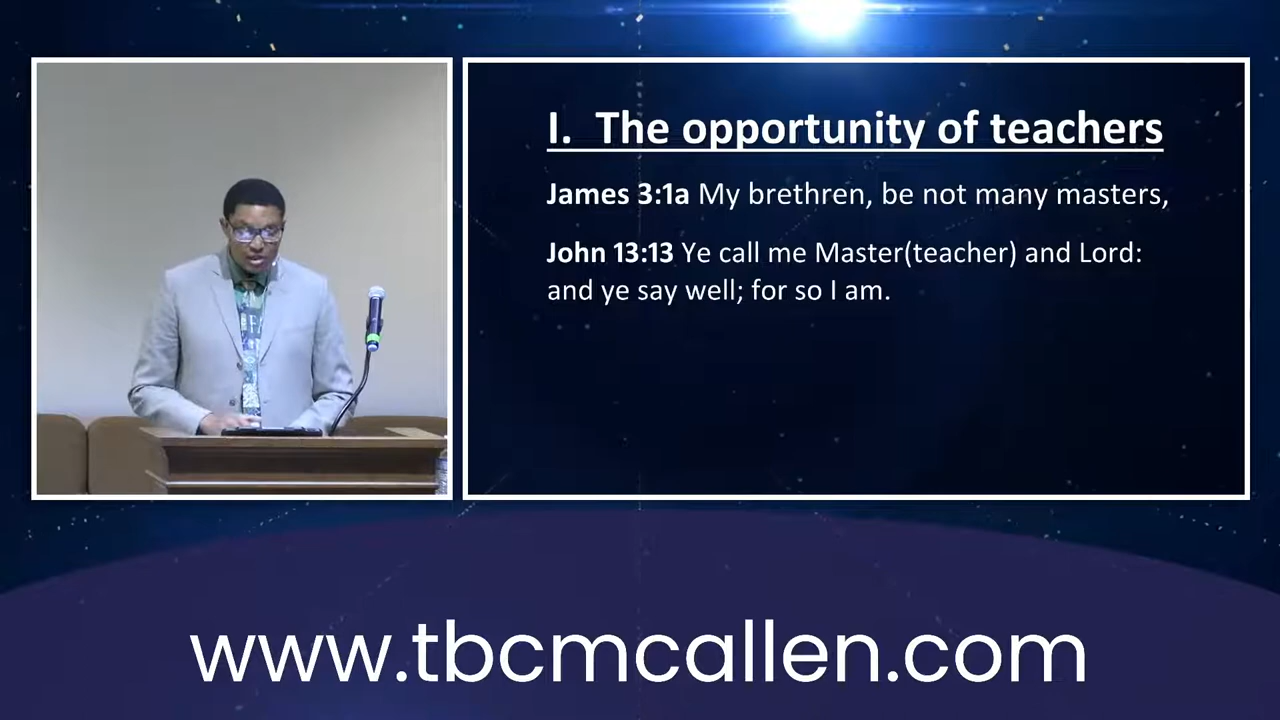 I. The opportunity of teachers
James 3:1a My brethren, be not many masters,
John 13:13 Ye call me Master(teacher) and Lord:
and ye say well; for so I am.
www.tbcmcallen.com